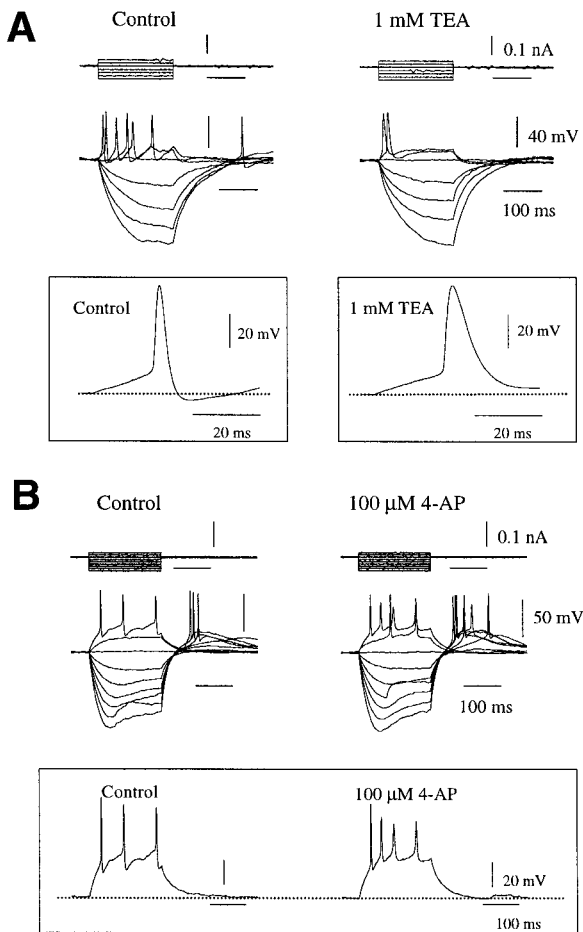 A
Control
1 mM TEA
0.1 nA
40 mV
100 ms
Control
20 mV
20 ms
1 mM TEA
20 mV
20 ms
B
Control
100 µM 4-AP
0.1 nA
50 mV
100 ms
Control
100 µM 4-AP
20 mV
100 ms